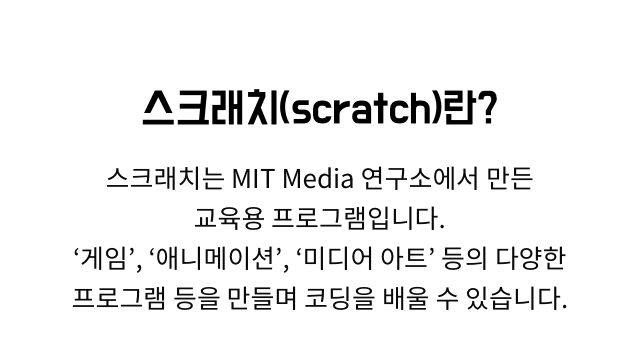 스크래치(scratch)란?
스크래치는 MIT Media 연구소에서 만든
교육용 프로그램입니다.
‘게임’, ‘애니메이션’, ‘미디어 아트’ 등의 다양한
프로그램 등을 만들며 코딩을 배울 수 있습니다.